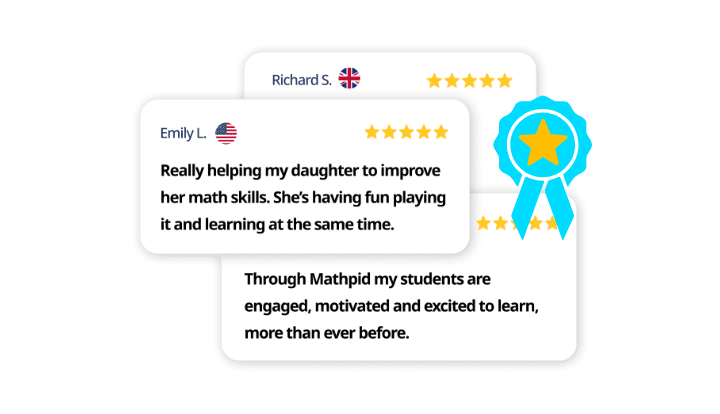 Richard S.
Emily L.
Really helping my daughter to improve
her math skills. She's having fun playing
it and learning at the same time.
Through Mathpid my students are
engaged, motivated and excited to learn,
more than ever before.